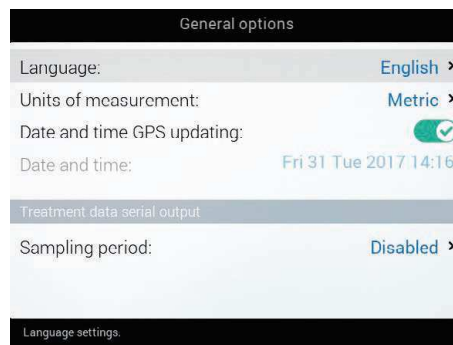 General options
Language: English
Units of measurement: Metric
Date and time GPS updating:
Date and time: Fri 31 Tue 2017 14:16
Treatment data serial output
Sampling period: Disabled
Language settings.